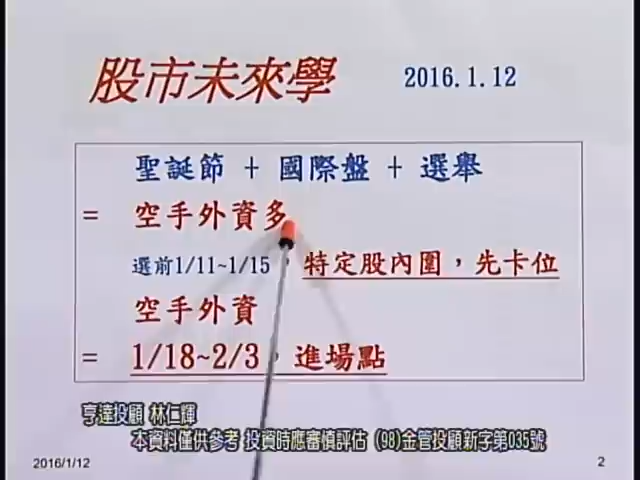 股市未來學 2016.1.12
聖誕節 + 國際盤 + 選舉
= 空手外資多
選前1/11~1/15，特定股內圍，先卡位
空手外資
= 1/18~2/3，進場點
亨達投顧 林仁輝
本資料僅供參考 投資時應審慎評估 (98)金管投顧新字第035號
2016/1/12 2